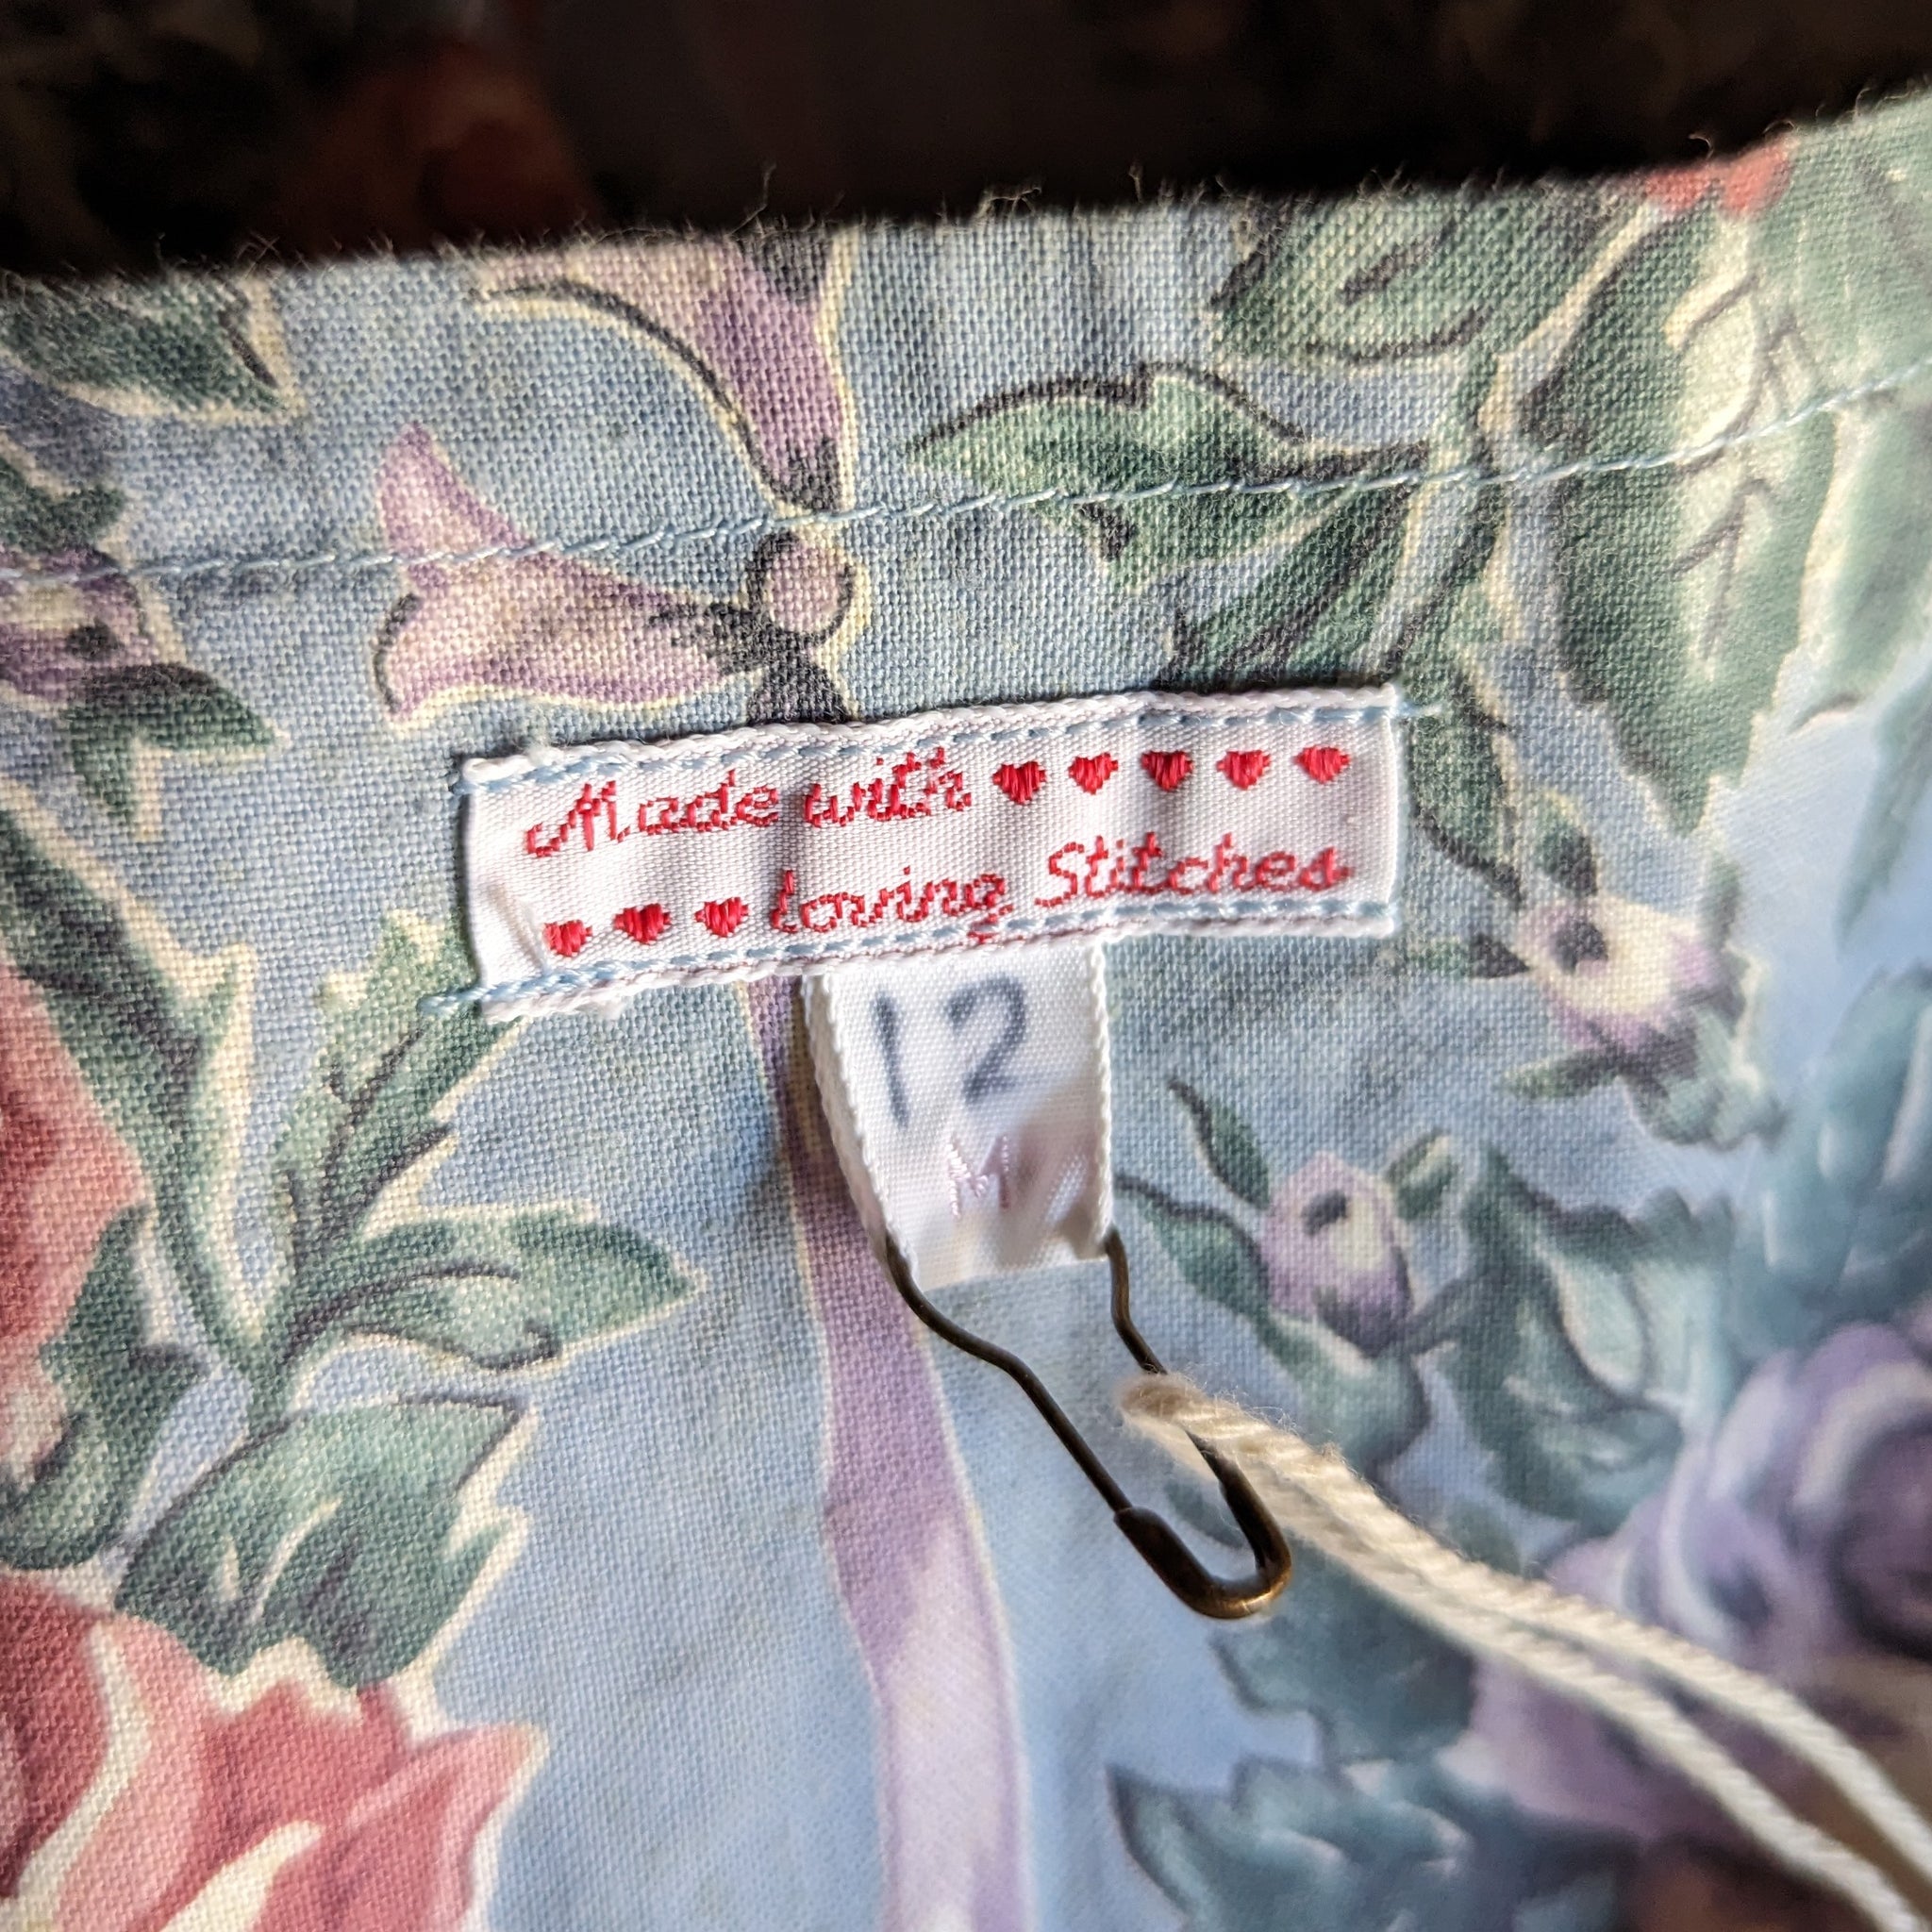 Made with ♥♥♥♥♥
♥♥♥ Loving Stitches
12
M